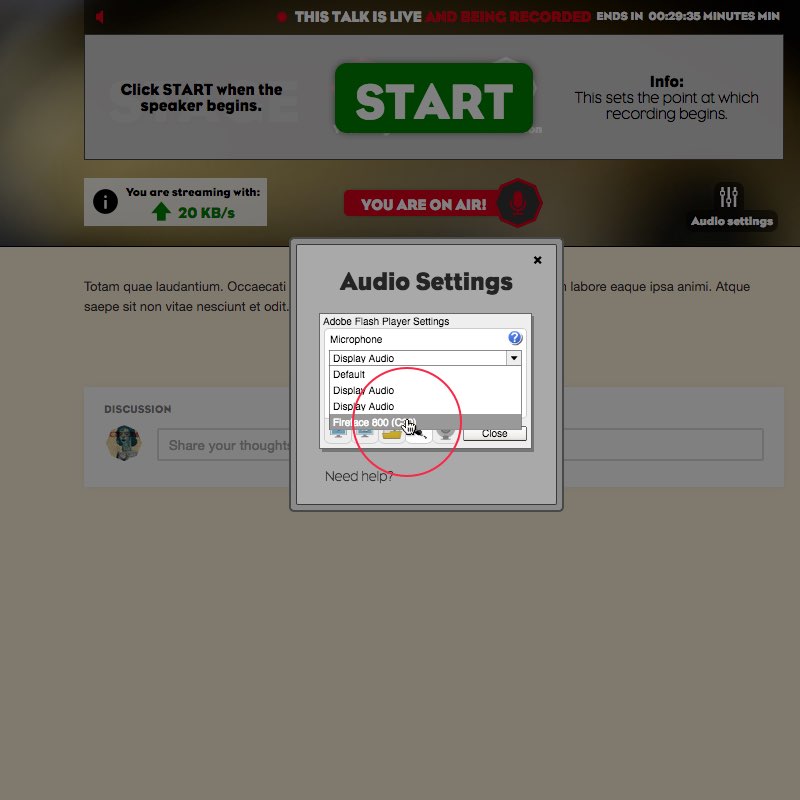 THIS TALK IS LIVE AND BEING RECORDED ENDS IN 00:29:35 MINUTES MIN
Click START when the
speaker begins.
START
Info:
This sets the point at which
recording begins.
You are streaming with:
20 KB/s
YOU ARE ON AIR!
Audio settings
Totam quae laudantium. Occaecati
labore eaque ipsa animi. Atque
saepe sit non vitae nesciunt et odit.
Audio Settings
Adobe Flash Player Settings
Microphone
Display Audio
Default
Display Audio
Display Audio
Fireface 800
Close
Need help?
DISCUSSION
Share your thoughts